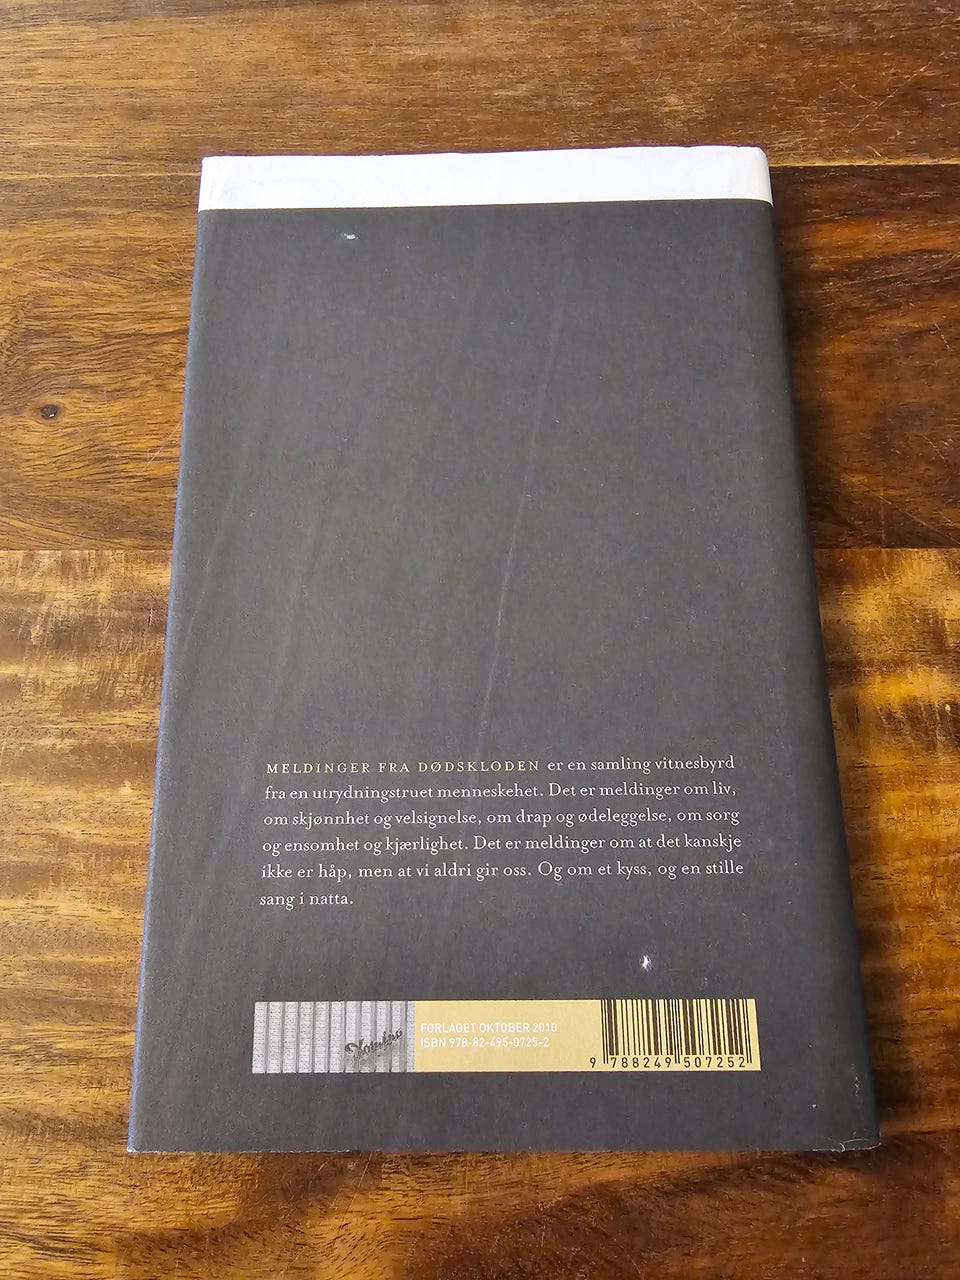 MELDINGER FRA DØDSKLODEN er en samling vitnesbyrd
fra en utrydningstruet menneskehet. Det er meldinger om liv,
om skjønnhet og velsignelse, om drap og ødeleggelse, om sorg
og ensomhet og kjærlighet. Det er meldinger om at det kanskje
ikke er håp, men at vi aldri gir oss. Og om et kyss, og en stille
sang i natta.
FORLAGET OKTOBER 2010
ISBN 978-82-495-0725-2
9 788249 507252